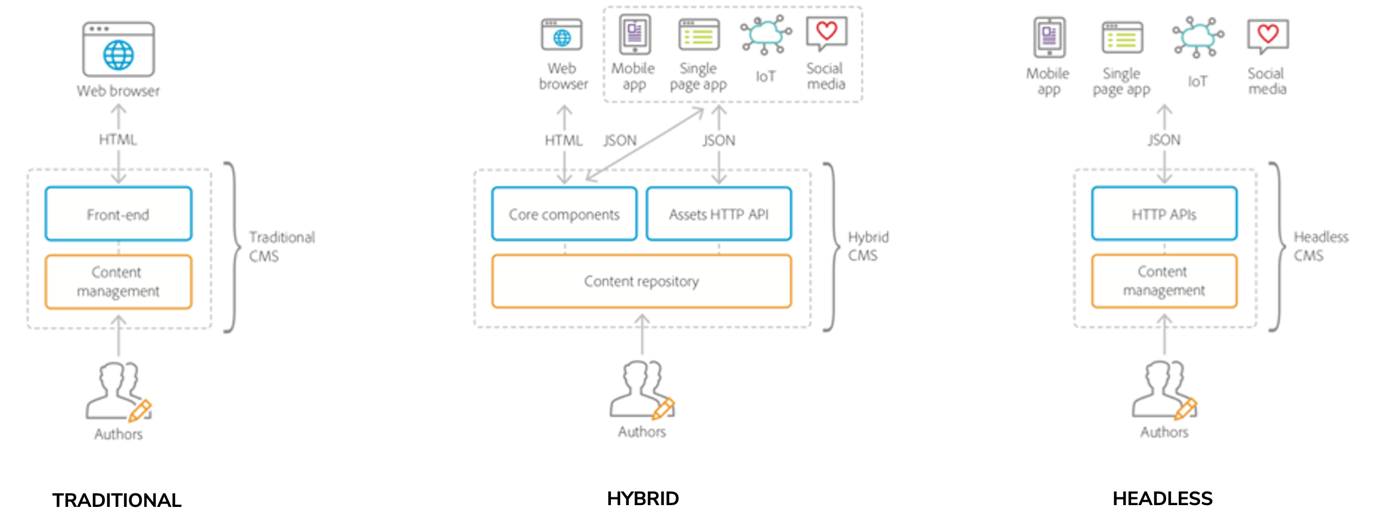 Web browser
HTML
Front-end
Content
management
Traditional
CMS
Authors
TRADITIONAL
Web
browser
Mobile
app
Single
page app
IoT
Social
media
HTML
JSON
JSON
Core components
Assets HTTP API
Content repository
Hybrid
CMS
Authors
HYBRID
Mobile
app
Single
page app
IoT
Social
media
JSON
HTTP APIs
Content
management
Headless
CMS
Authors
HEADLESS